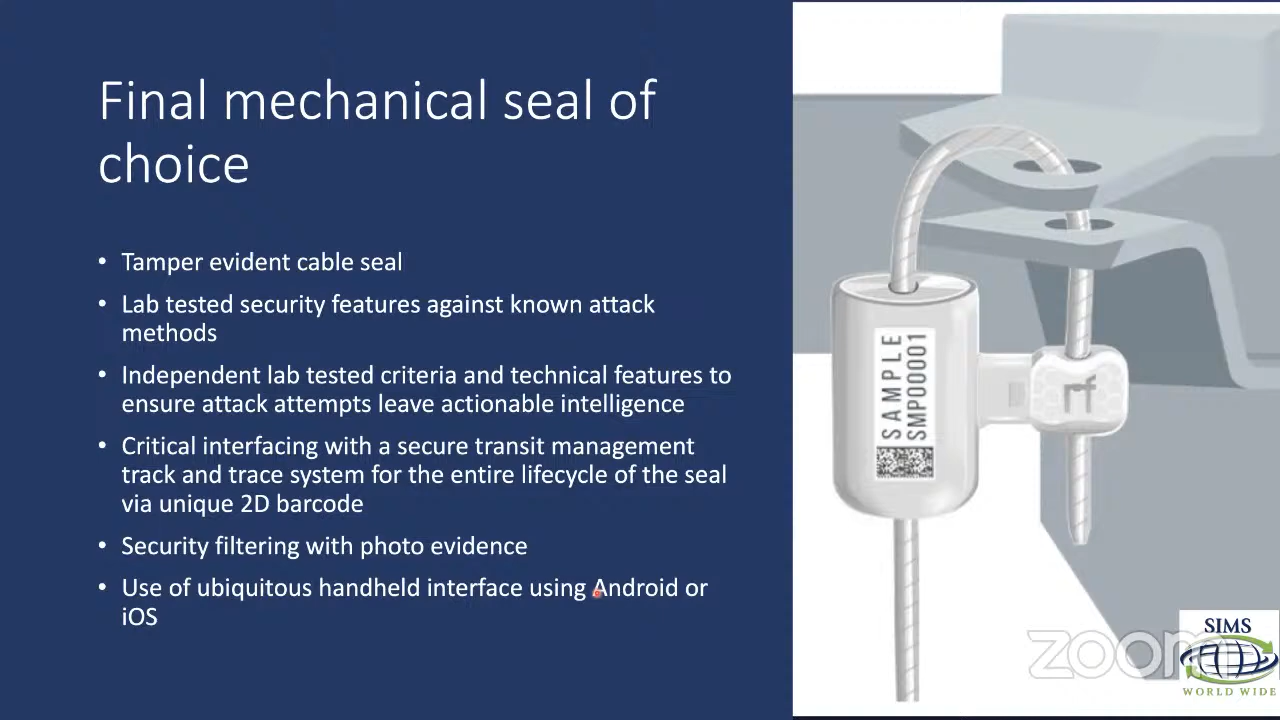 Final mechanical seal of
choice
• Tamper evident cable seal
• Lab tested security features against known attack
methods
• Independent lab tested criteria and technical features to
ensure attack attempts leave actionable intelligence
• Critical interfacing with a secure transit management
track and trace system for the entire lifecycle of the seal
via unique 2D barcode
• Security filtering with photo evidence
• Use of ubiquitous handheld interface using Android or
iOS
SAMPLE
SMP00001
zoom
SIMS
WORLD WIDE